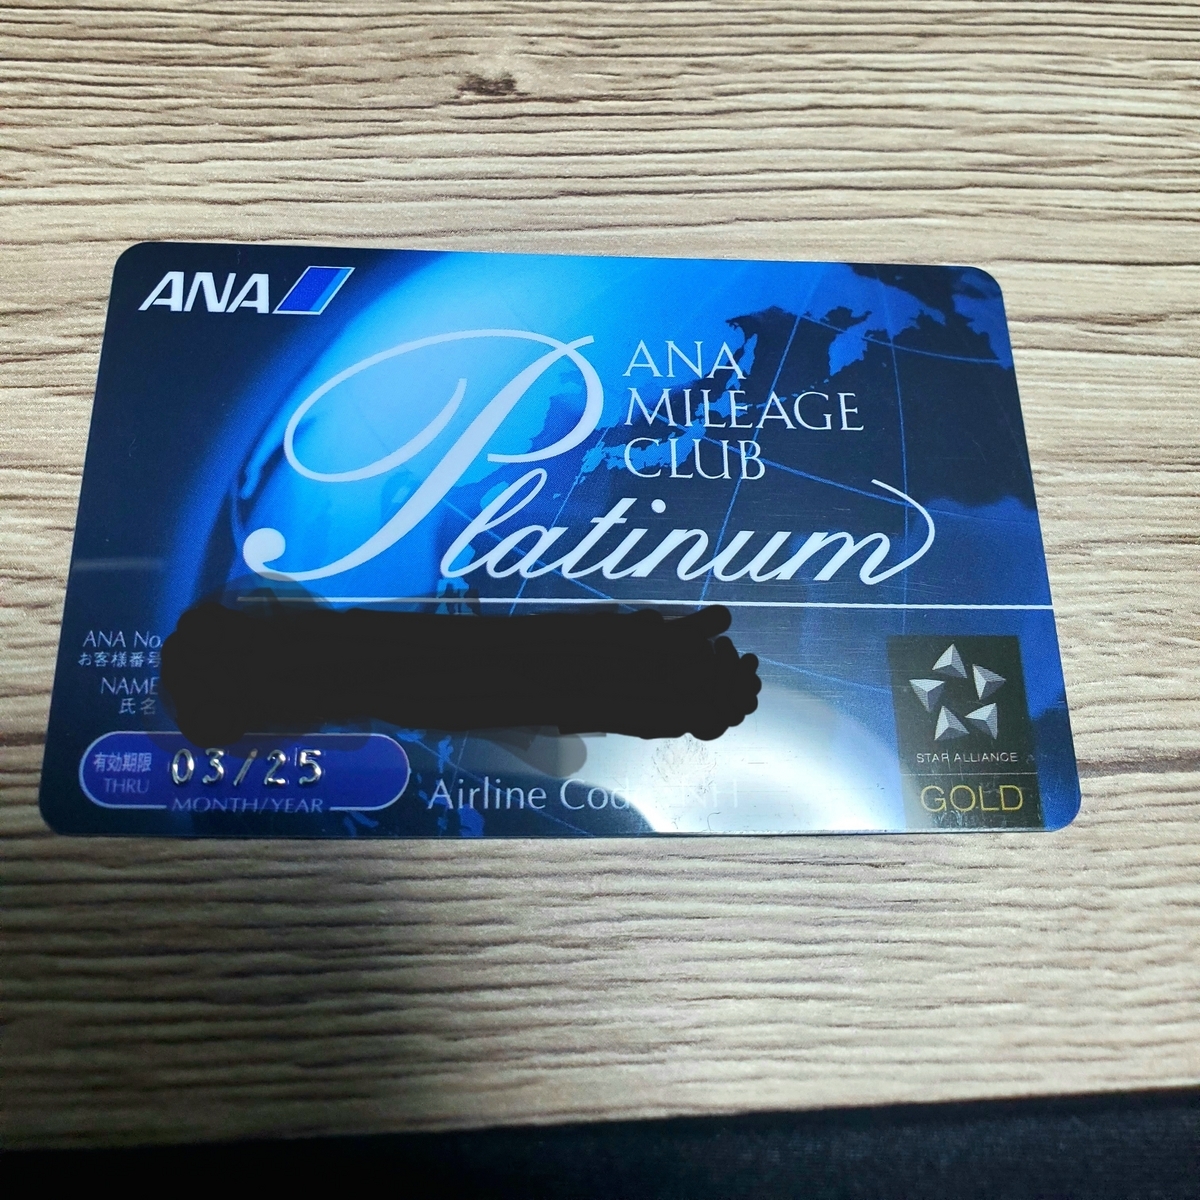 ANA
ANA
MILEAGE
CLUB
Platinum
ANA No.
お客様番号
NAME
氏名
有効期限
THRU
03/25
MONTH/YEAR
Airline
STAR ALLIANCE
GOLD